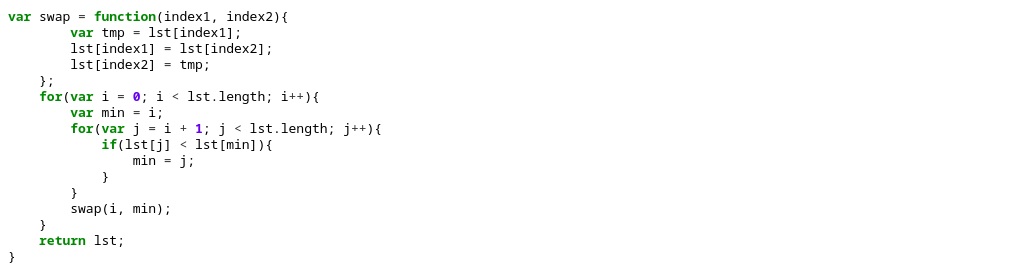 var swap = function(index1, index2){
        var tmp = lst[index1];
        lst[index1] = lst[index2];
        lst[index2] = tmp;
    };
    for(var i = 0; i < lst.length; i++){
        var min = i;
        for(var j = i + 1; j < lst.length; j++){
            if(lst[j] < lst[min]){
                min = j;
            }
        }
        swap(i, min);
    }
    return lst;
}